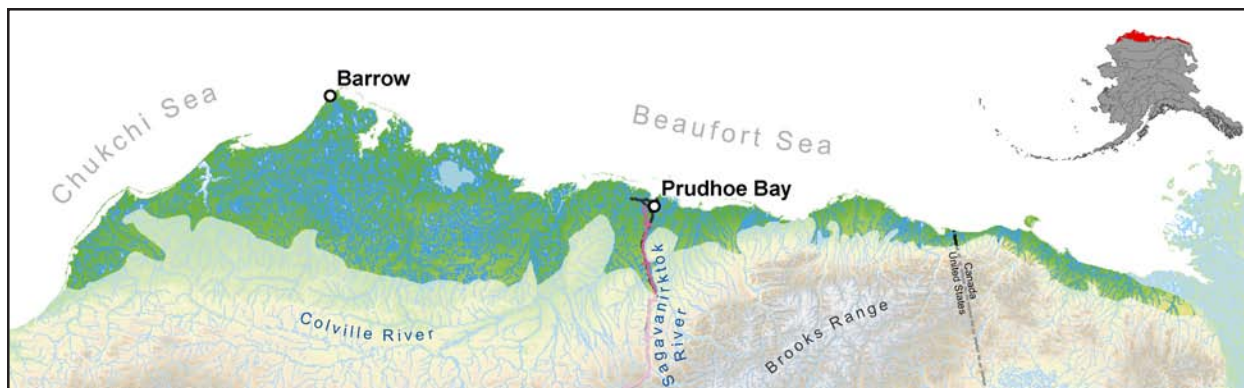 Barrow
Chukchi Sea
Beaufort Sea
Prudhoe Bay
Colville River
Sagavanirktok
River
Brooks Range
Canada
United States